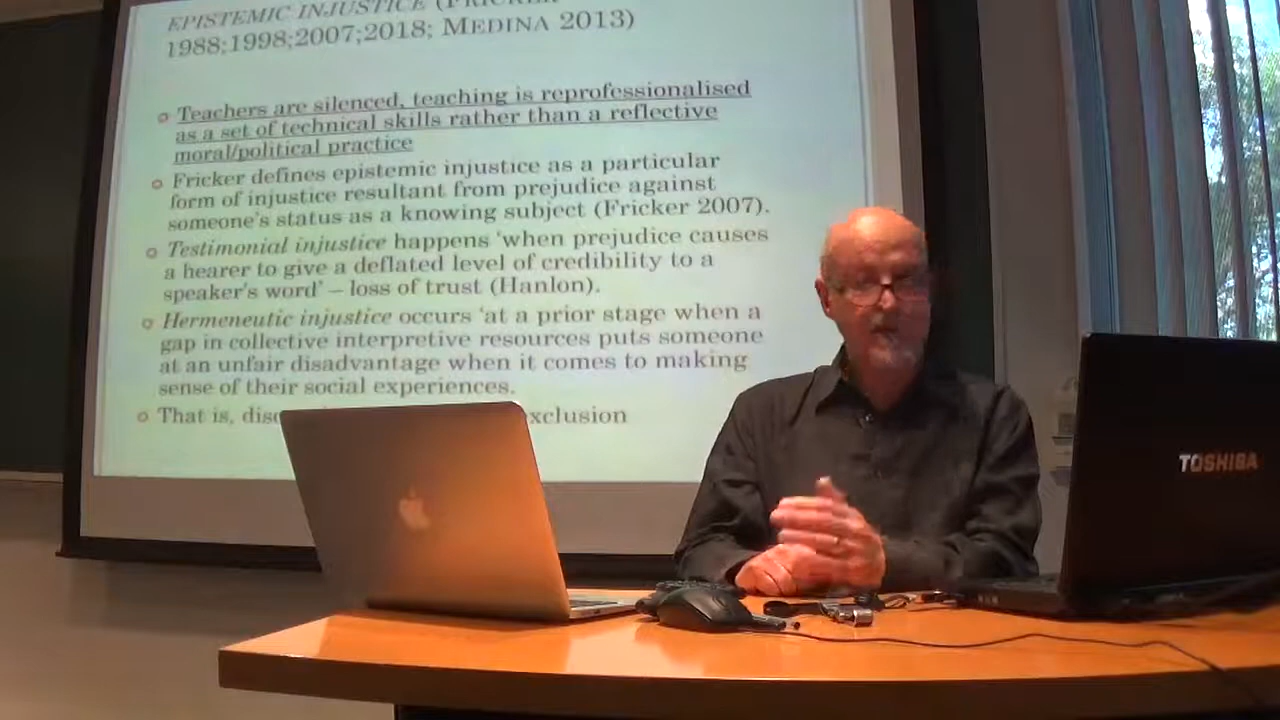 EPISTEMIC INJUSTICE (FRICKER
1988;1998;2007;2018; MEDINA 2013)
Teachers are silenced, teaching is reprofessionalised
as a set of technical skills rather than a reflective
moral/political practice
Fricker defines epistemic injustice as a particular
form of injustice resultant from prejudice against
someone's status as a knowing subject (Fricker 2007).
Testimonial injustice happens 'when prejudice causes
a hearer to give a deflated level of credibility to a
speaker's word' – loss of trust (Hanlon).
Hermeneutic injustice occurs 'at a prior stage when a
gap in collective interpretive resources puts someone
at an unfair disadvantage when it comes to making
sense of their social experiences.
That is,
TOSHIBA